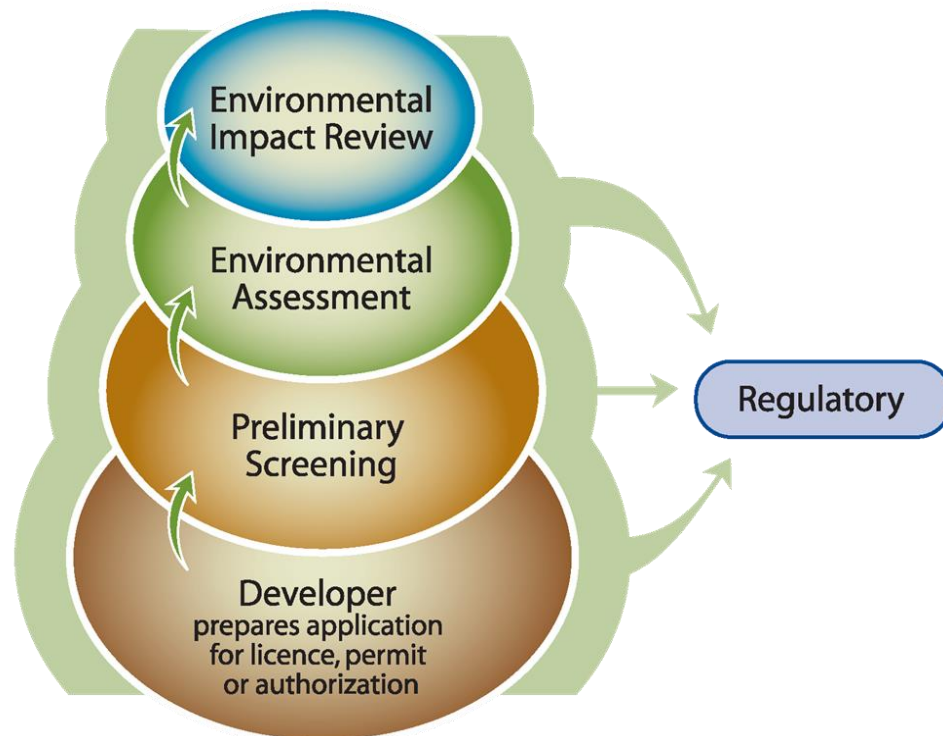 Environmental
Impact Review
Environmental
Assessment
Regulatory
Preliminary
Screening
Developer
prepares application
for licence, permit
or authorization